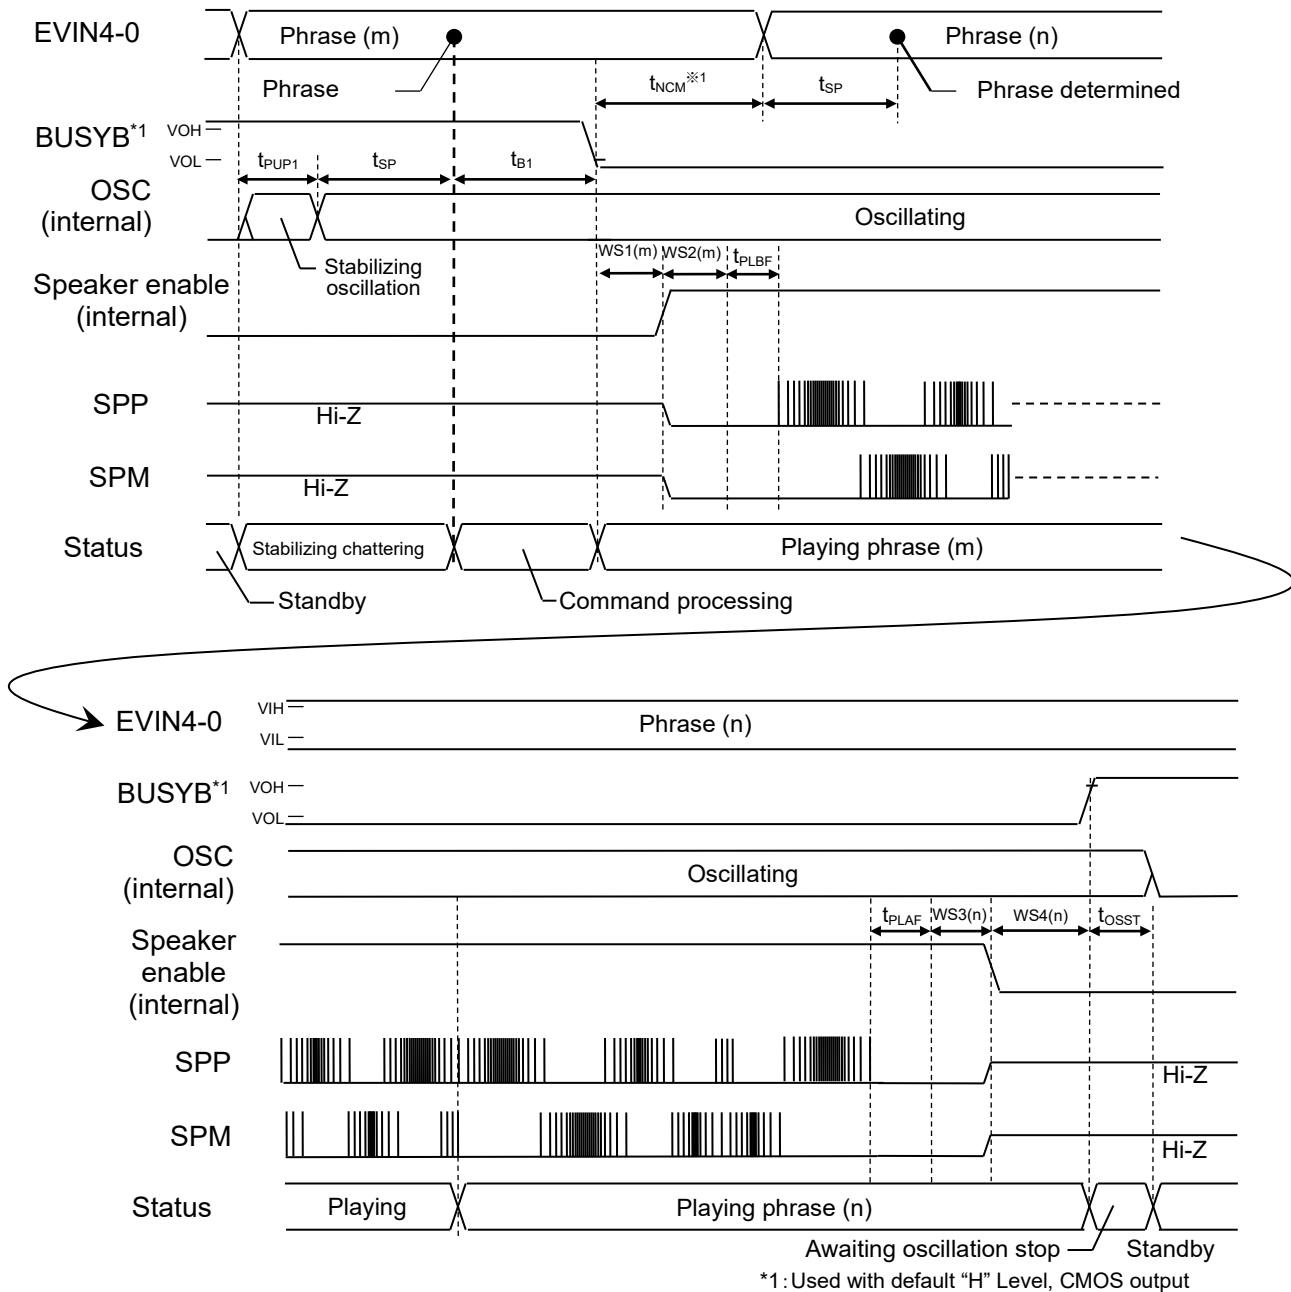 EVIN4-0
Phrase (m)
Phrase (n)
Phrase
tNCM※1
tSP
Phrase determined
BUSYB*1
VOH
VOL
tPUP1
tSP
tB1
OSC
(internal)
Oscillating
Stabilizing
oscillation
WS1(m)
WS2(m)
tPLBF
Speaker enable
(internal)
SPP
Hi-Z
SPM
Hi-Z
Status
Stabilizing chattering
Playing phrase (m)
Standby
Command processing
EVIN4-0
VIH
VIL
Phrase (n)
BUSYB*1
VOH
VOL
OSC
(internal)
Oscillating
tPLAF
WS3(n)
WS4(n)
tOSST
Speaker
enable
(internal)
SPP
Hi-Z
SPM
Hi-Z
Status
Playing
Playing phrase (n)
Awaiting oscillation stop
Standby
*1:Used with default “H” Level, CMOS output